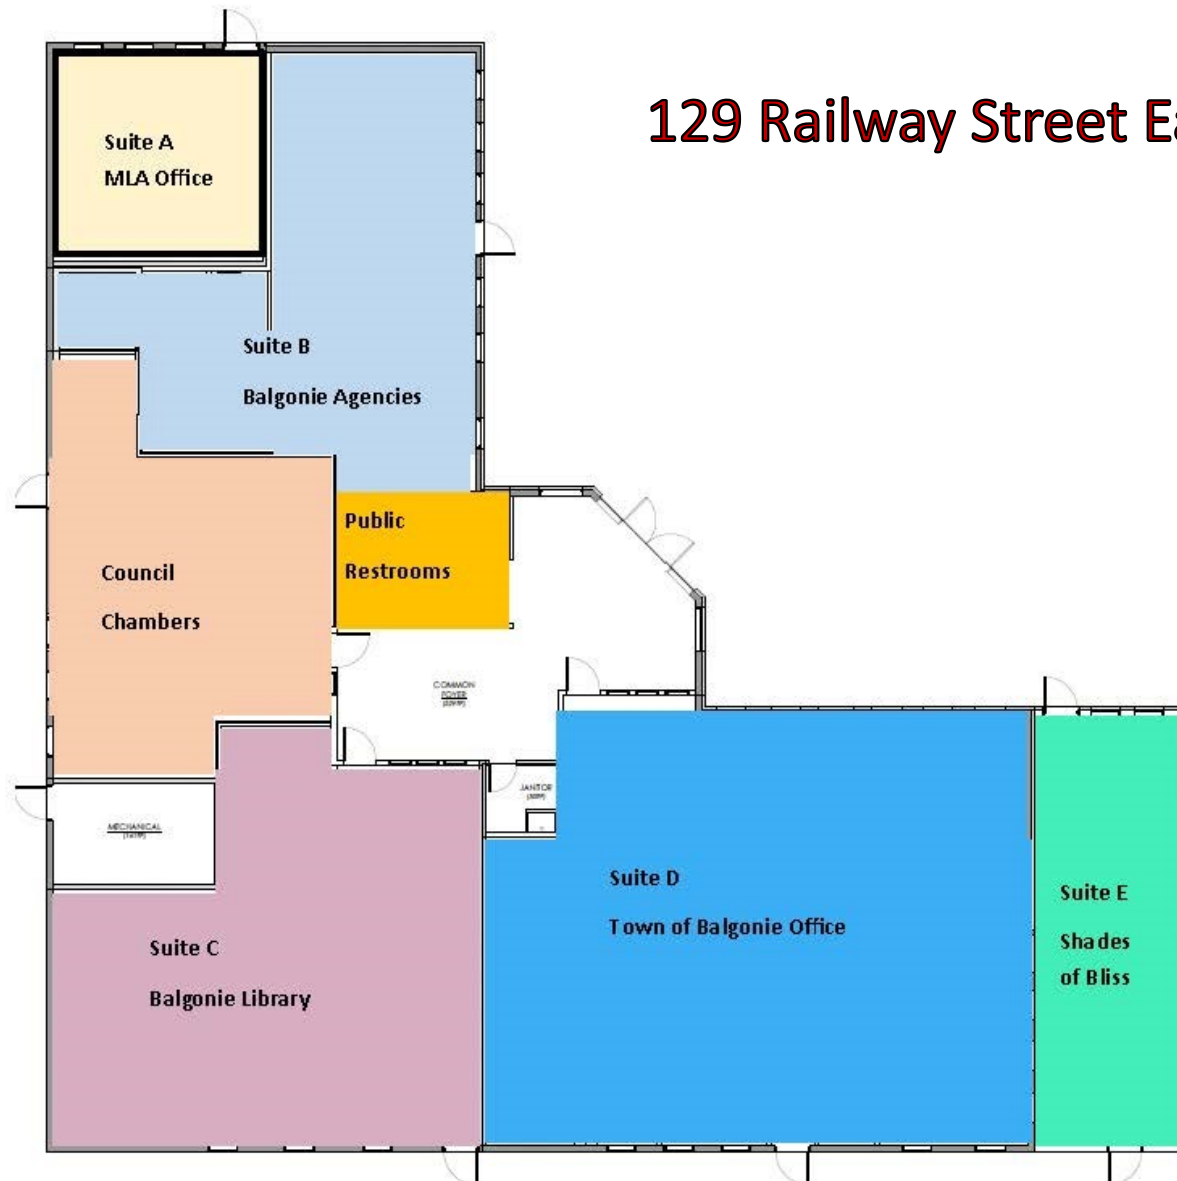 129 Railway Street Ea
Suite A
MLA Office
Suite B
Balgonie Agencies
Public
Restrooms
Council
Chambers
COMMON
FOYER
JANITOR
MECHANICAL
Suite D
Town of Balgonie Office
Suite E
Shades
of Bliss
Suite C
Balgonie Library